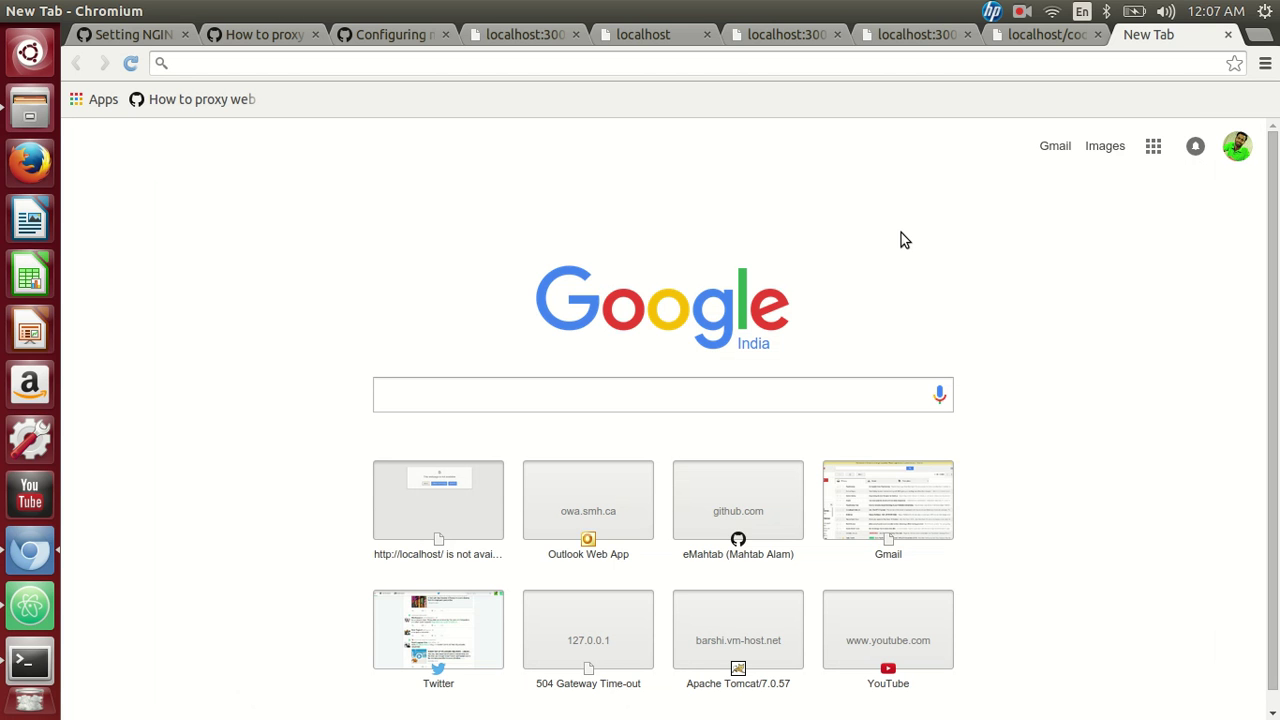 New Tab - Chromium
En
12:07 AM
Setting NGIN
How to proxy
Configuring n
localhost:300
localhost
localhost:300
localhost:300
localhost/coc
New Tab
Apps
How to proxy web
Gmail
Images
Google
India
owa.smh.ca
github.com
http://localhost/ is not avai...
Outlook Web App
eMahtab (Mahtab Alam)
Gmail
127.0.0.1
barshi.vm-host.net
www.youtube.com
Twitter
504 Gateway Time-out
Apache Tomcat/7.0.57
YouTube
You
Tube